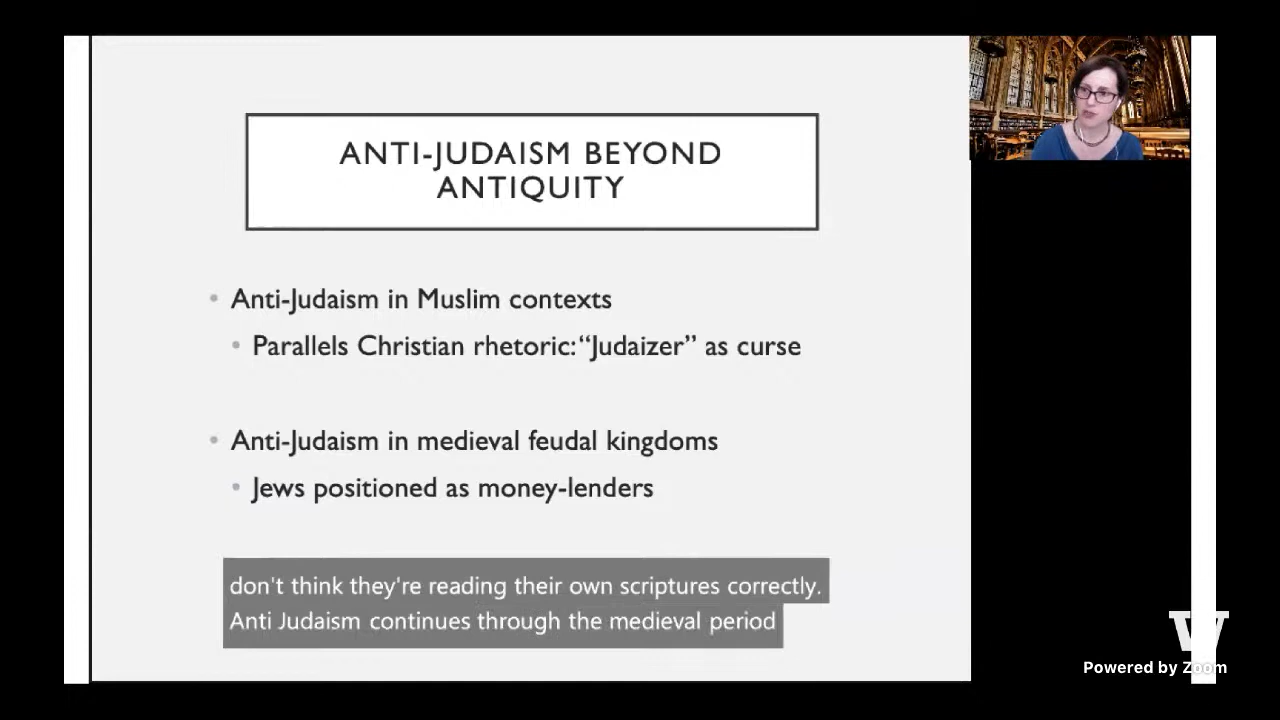 ANTI-JUDAISM BEYOND
ANTIQUITY
• Anti-Judaism in Muslim contexts
• Parallels Christian rhetoric: “Judaizer” as curse
• Anti-Judaism in medieval feudal kingdoms
• Jews positioned as money-lenders
don't think they're reading their own scriptures correctly.
Anti Judaism continues through the medieval period
W
Powered by Zoom